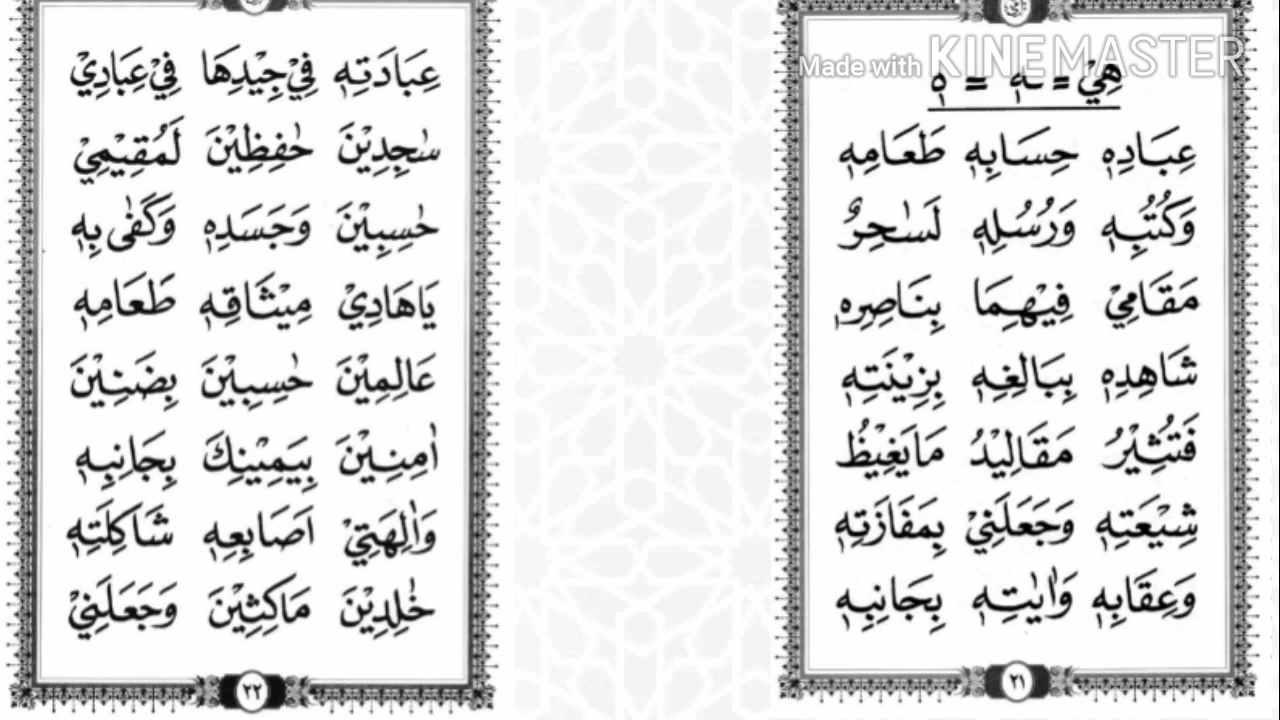 Made with KINEMASTER
هِيْ = ـهٖ = هٖ
عِبَادِهٖ حِسَابِهٖ طَعَامِهٖ
وَكُتُبِهٖ وَرُسُلِهٖ لَسٰحِرٌ
مَقَامِيْ فِيْهِمَا بِنَاصِرِهٖ
شَاهِدِهٖ بِبَالِغِهٖ بِزِيْنَتِهٖ
فَتُثِيْرُ مَقَالِيْدُ مَايَغِيْظُ
شِيْعَتِهٖ وَجَعَلَنِيْ بِمَفَازَتِهٖ
وَعِقَابِهٖ وَاٰيٰتِهٖ بِجَانِبِهٖ
٢١
عِبَادَتِهٖ فِيْ جِيْدِهَا فِيْ عِبَادِيْ
سٰجِدِيْنَ حٰفِظِيْنَ لَمُقِيْمِيْ
حٰسِبِيْنَ وَجَسَدِهٖ وَكَفٰى بِهٖ
يَاهَادِيْ مِيْثَاقِهٖ طَعَامِهٖ
عَالِمِيْنَ حٰسِبِيْنَ بِضَنِيْنَ
اٰمِنِيْنَ بِيَمِيْنِكَ بِجَانِبِهٖ
وَاٰلِهَتِيْ اَصَابِعِهٖ شَاكِلَتِهٖ
خٰلِدِيْنَ مَاكِثِيْنَ وَجَعَلَنِيْ
٢٢